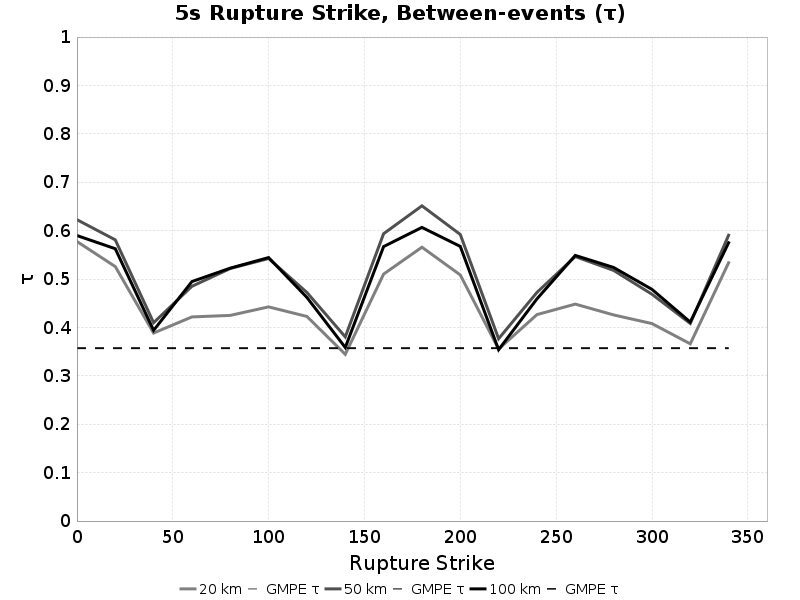 5s Rupture Strike, Between-events (τ)
1
0.9
0.8
0.7
0.6
0.5
0.4
0.3
0.2
0.1
0
τ
0 50 100 150 200 250 300 350
Rupture Strike
20 km GMPE τ 50 km GMPE τ 100 km GMPE τ